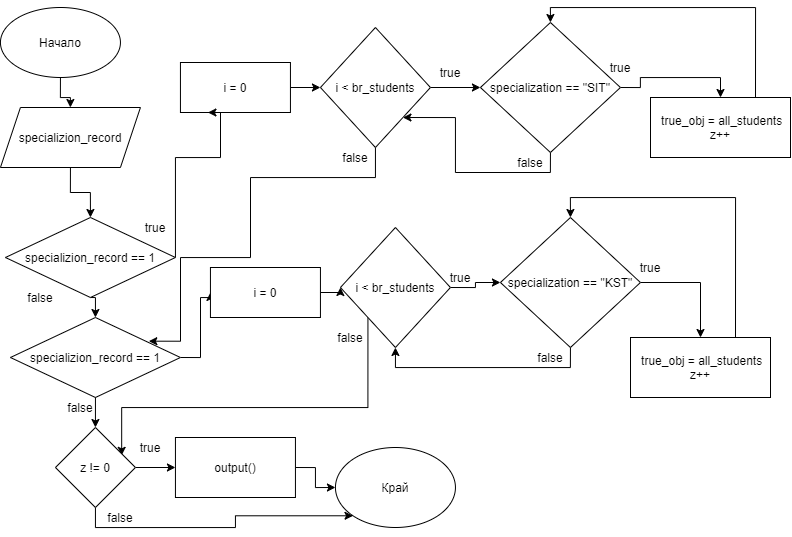 Начало
specializion_record
specializion_record == 1
true
false
i = 0
i < br_students
true
false
specialization == "SIT"
true
false
true_obj = all_students
z++
specializion_record == 1
false
i = 0
i < br_students
true
false
specialization == "KST"
true
false
true_obj = all_students
z++
z != 0
true
false
output()
Край